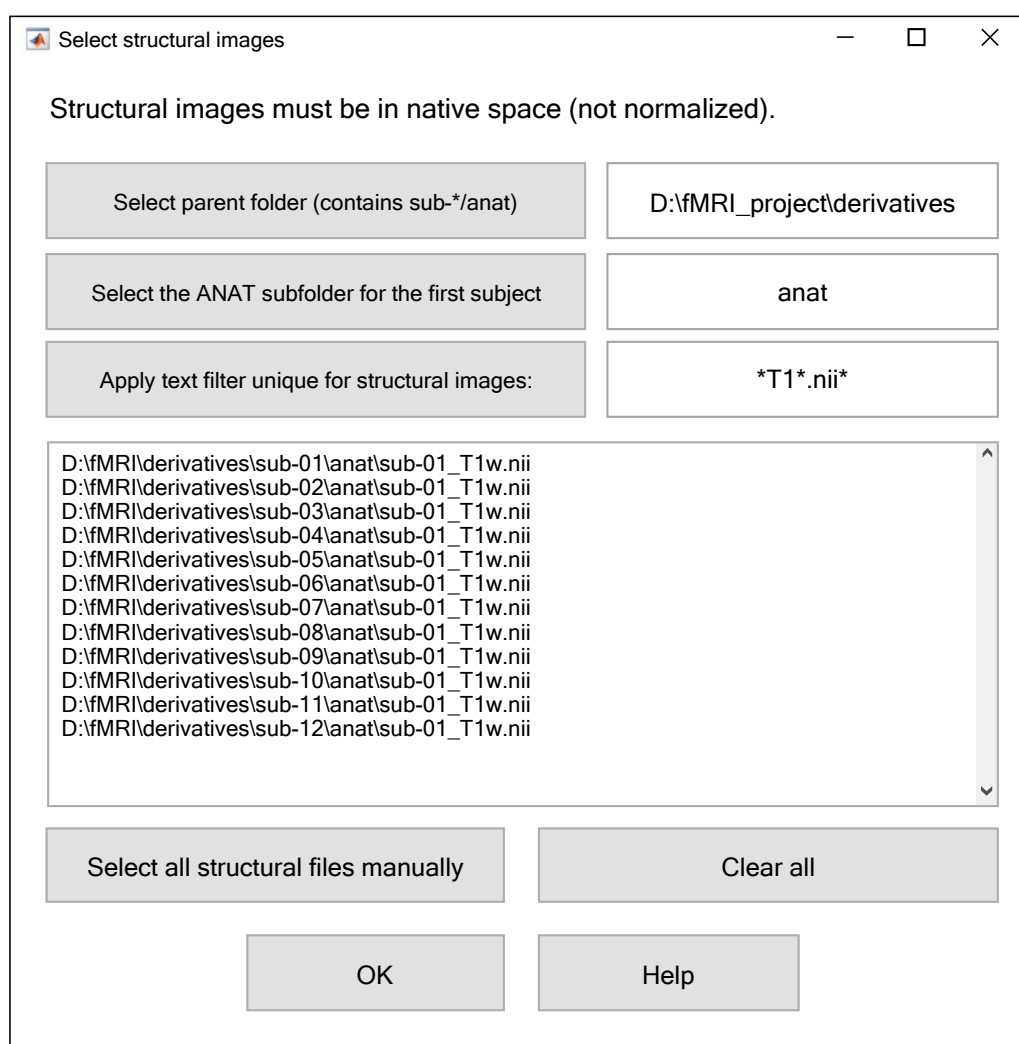 Select structural images
Structural images must be in native space (not normalized).
Select parent folder (contains sub-*/anat)
D:\fMRI_project\derivatives
Select the ANAT subfolder for the first subject
anat
Apply text filter unique for structural images:
*T1*.nii*
D:\fMRI\derivatives\sub-01\anat\sub-01_T1w.nii
D:\fMRI\derivatives\sub-02\anat\sub-01_T1w.nii
D:\fMRI\derivatives\sub-03\anat\sub-01_T1w.nii
D:\fMRI\derivatives\sub-04\anat\sub-01_T1w.nii
D:\fMRI\derivatives\sub-05\anat\sub-01_T1w.nii
D:\fMRI\derivatives\sub-06\anat\sub-01_T1w.nii
D:\fMRI\derivatives\sub-07\anat\sub-01_T1w.nii
D:\fMRI\derivatives\sub-08\anat\sub-01_T1w.nii
D:\fMRI\derivatives\sub-09\anat\sub-01_T1w.nii
D:\fMRI\derivatives\sub-10\anat\sub-01_T1w.nii
D:\fMRI\derivatives\sub-11\anat\sub-01_T1w.nii
D:\fMRI\derivatives\sub-12\anat\sub-01_T1w.nii
Select all structural files manually
Clear all
OK
Help